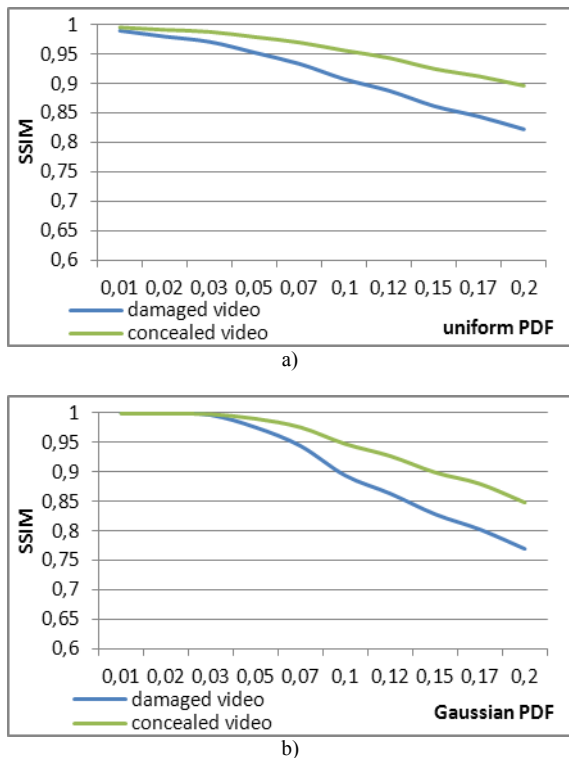 1
0,95
0,9
0,85
0,8
0,75
0,7
0,65
0,6
SSIM
0,01 0,02 0,03 0,05 0,07 0,1 0,12 0,15 0,17 0,2
damaged video
concealed video
uniform PDF
a)
1
0,95
0,9
0,85
0,8
0,75
0,7
0,65
0,6
SSIM
0,01 0,02 0,03 0,05 0,07 0,1 0,12 0,15 0,17 0,2
damaged video
concealed video
Gaussian PDF
b)